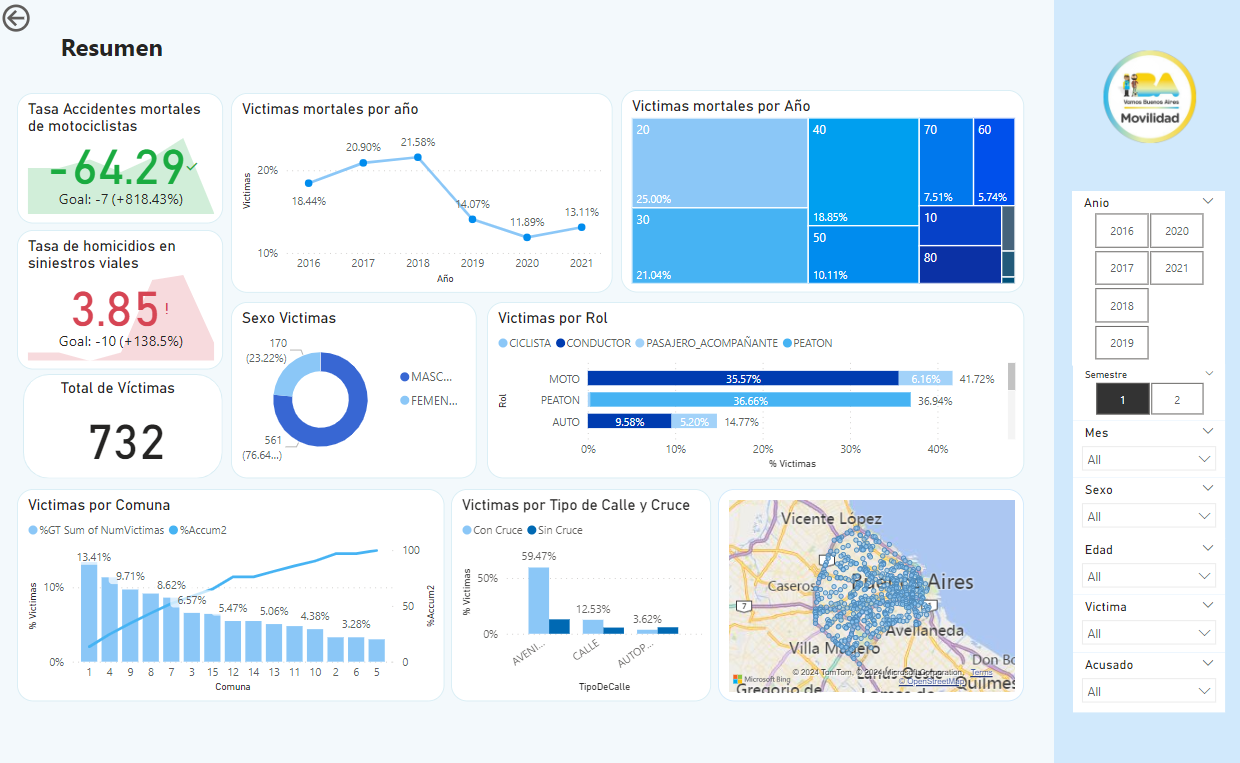 Resumen
Tasa Accidentes mortales
de motociclistas
-64.29
Goal: -7 (+818.43%)
Tasa de homicidios en
siniestros viales
3.85!
Goal: -10 (+138.5%)
Total de Víctimas
732
Victimas mortales por año
Victimas
20%
10%
18.44%
20.90%
21.58%
14.07%
11.89%
13.11%
2016 2017 2018 2019 2020 2021
Año
Victimas mortales por Año
20
25.00%
30
21.04%
40
18.85%
50
10.11%
70
7.51%
60
5.74%
10
80
Sexo Victimas
170
(23.22%)
561
(76.64...)
MASC...
FEMEN...
Victimas por Rol
CICLISTA CONDUCTOR PASAJERO_ACOMPAÑANTE PEATON
Rol
MOTO 35.57% 6.16% 41.72%
PEATON 36.66% 36.94%
AUTO 9.58% 5.20% 14.77%
0% 10% 20% 30% 40%
% Victimas
Victimas por Comuna
%GT Sum of NumVictimas %Accum2
% Victimas
10%
0%
13.41%
9.71%
8.62%
6.57%
5.47%
5.06%
4.38%
3.28%
100
50
0
%Accum2
1 4 9 8 7 3 15 12 14 13 11 10 2 6 5
Comuna
Victimas por Tipo de Calle y Cruce
Con Cruce Sin Cruce
% Victimas
50%
0%
59.47%
12.53%
3.62%
AVENI... CALLE AUTOP...
TipoDeCalle
Vicente López
Caseros
7
Aires
Avellaneda
Villa Madero
Don Bo
Quilmes
Gregorio de
Microsoft Bing
© 2024 TomTom, © 2024 Microsoft Corporation, Terms
© OpenStreetMap
BA
Vamos Buenos Aires
Movilidad
Anio
2016 2020
2017 2021
2018
2019
Semestre
1 2
Mes
All
Sexo
All
Edad
All
Victima
All
Acusado
All